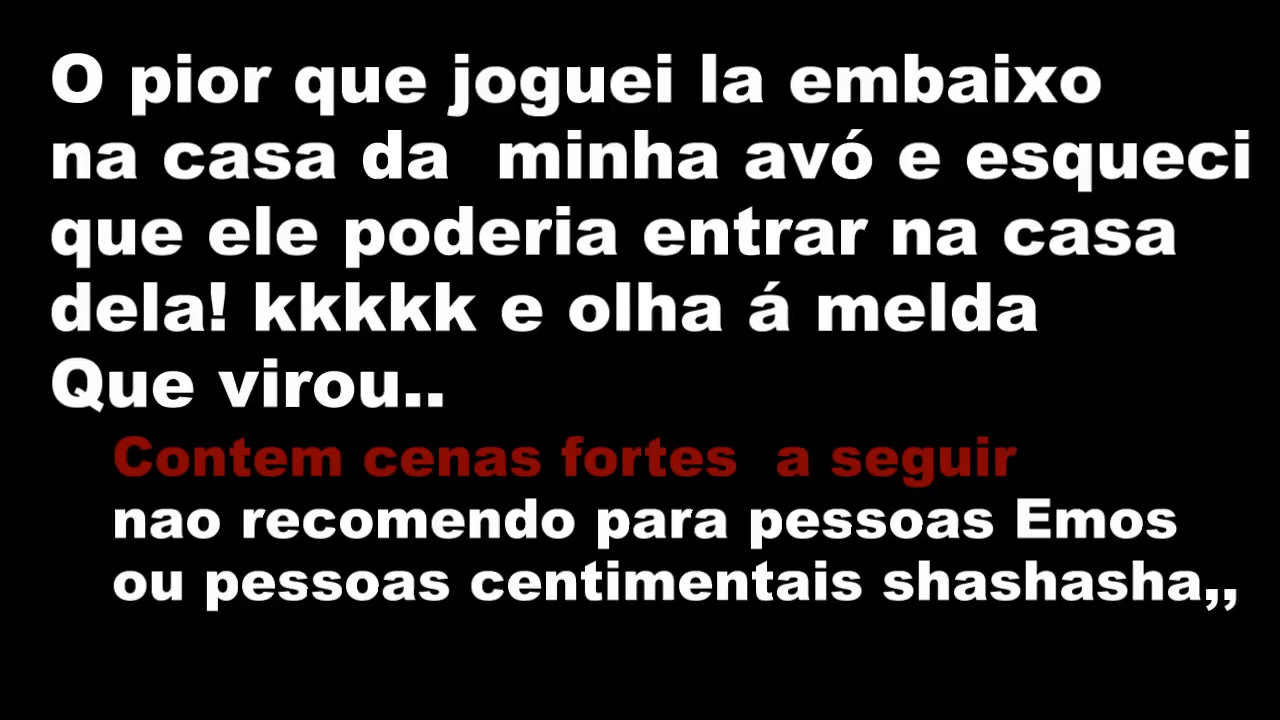 O pior que joguei la embaixo
na casa da minha avó e esqueci
que ele poderia entrar na casa
dela! kkkkk e olha á melda
Que virou..
Contem cenas fortes a seguir
nao recomendo para pessoas Emos
ou pessoas centimentais shashasha,,